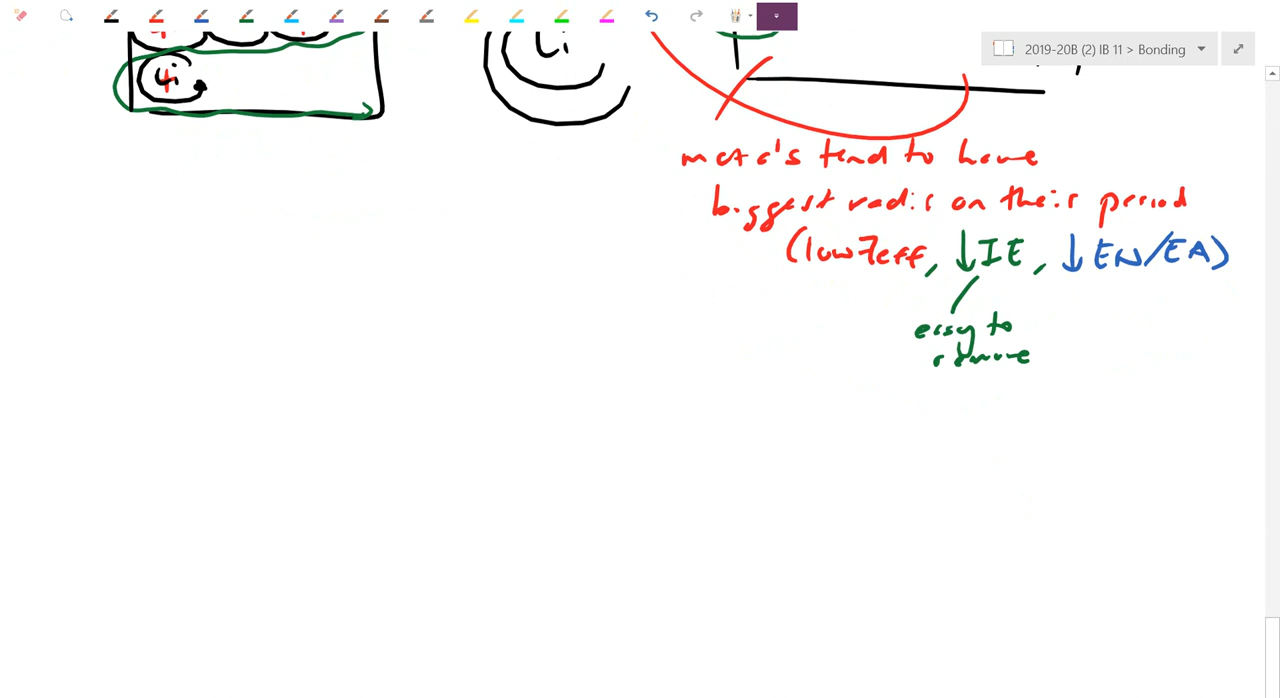 2019-20B (2) IB 11 > Bonding
Li
Li
metals tend to have
biggest radii on their period
(low Zeff, ↓IE, ↓EN/EA)
easy to
remove